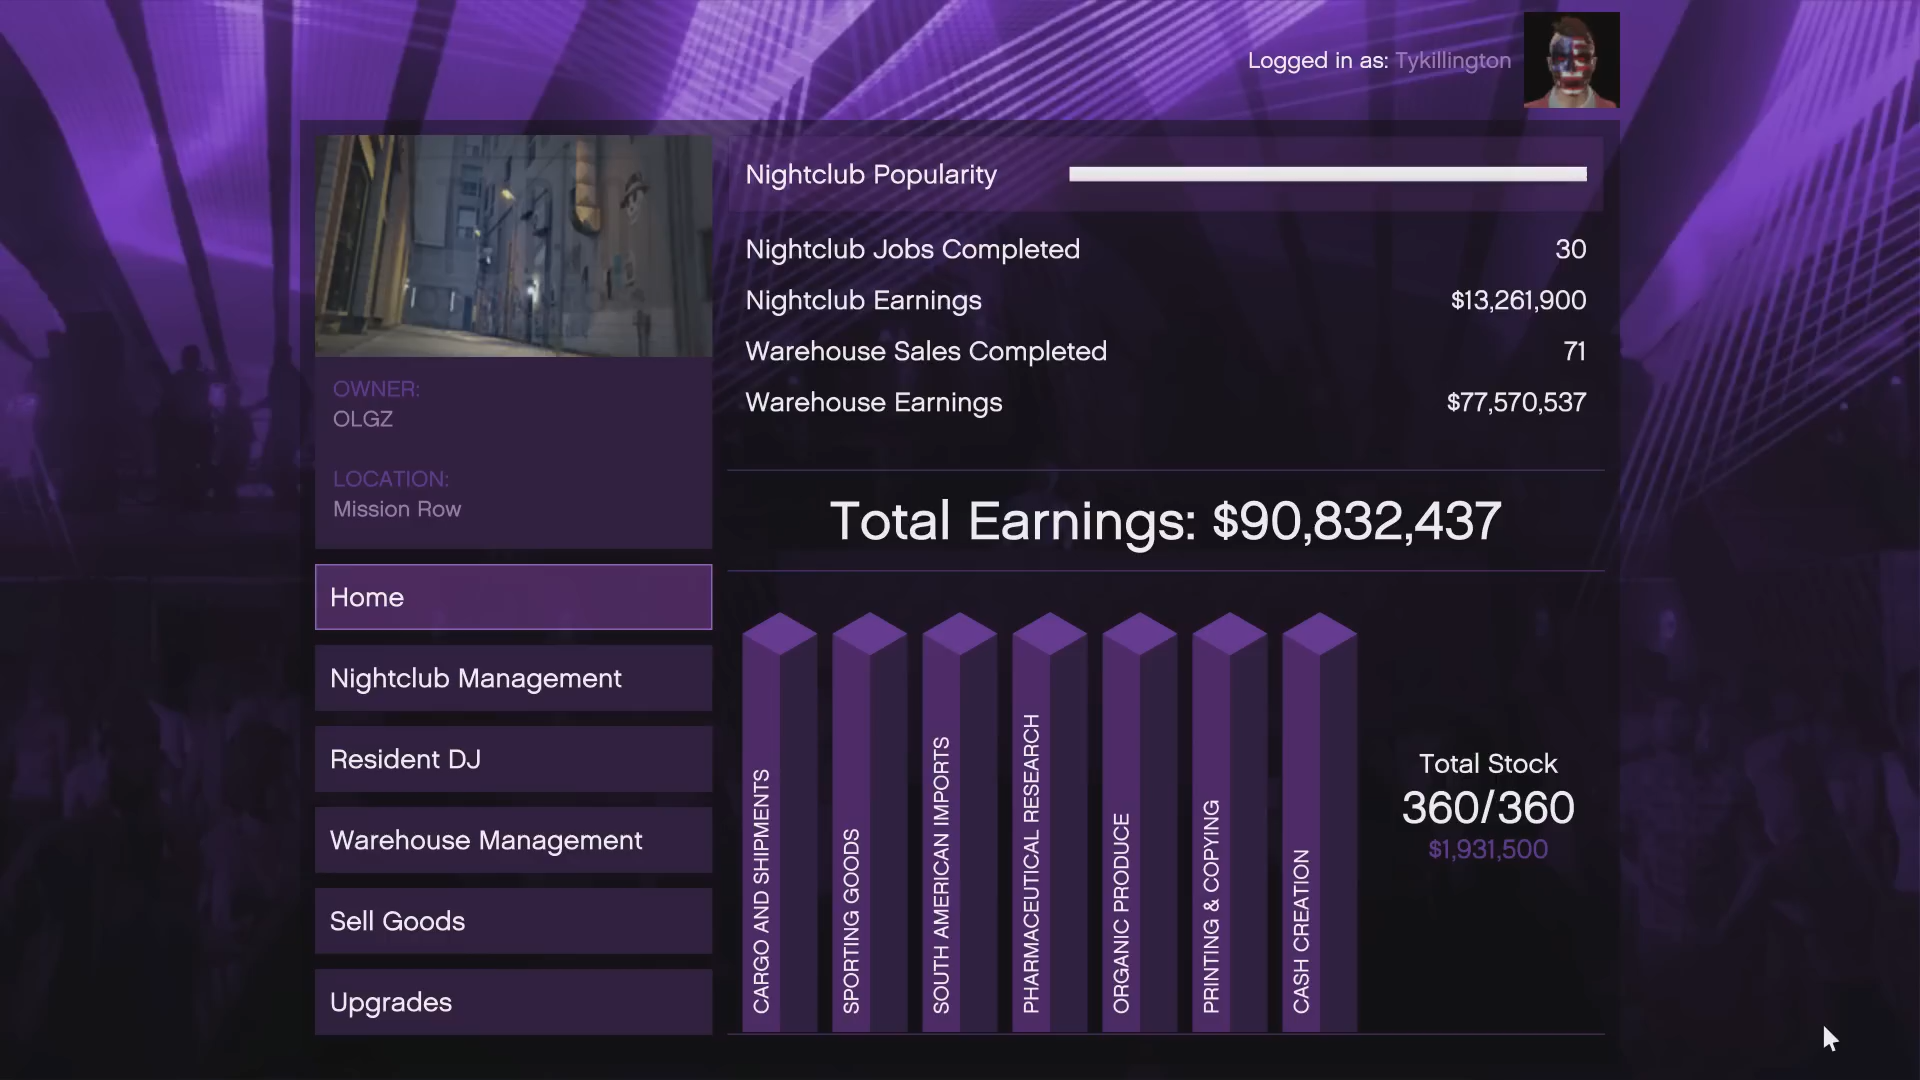 Logged in as: Tykillington
OWNER:
OLGZ
LOCATION:
Mission Row
Home
Nightclub Management
Resident DJ
Warehouse Management
Sell Goods
Upgrades
Nightclub Popularity
Nightclub Jobs Completed 30
Nightclub Earnings $13,261,900
Warehouse Sales Completed 71
Warehouse Earnings $77,570,537
Total Earnings: $90,832,437
CARGO AND SHIPMENTS
SPORTING GOODS
SOUTH AMERICAN IMPORTS
PHARMACEUTICAL RESEARCH
ORGANIC PRODUCE
PRINTING & COPYING
CASH CREATION
Total Stock
360/360
$1,931,500